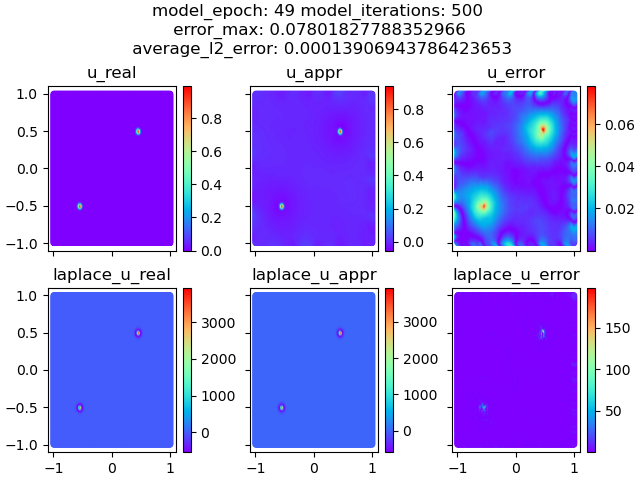 model_epoch: 49 model_iterations: 500
error_max: 0.07801827788352966
average_l2_error: 0.00013906943786423653
u_real
u_appr
u_error
1.0
0.5
0.0
−0.5
−1.0
0.8
0.6
0.4
0.2
0.0
0.8
0.6
0.4
0.2
0.0
0.06
0.04
0.02
laplace_u_real
laplace_u_appr
laplace_u_error
1.0
0.5
0.0
−0.5
−1.0
3000
2000
1000
0
3000
2000
1000
0
150
100
50
−1 0 1
−1 0 1
−1 0 1